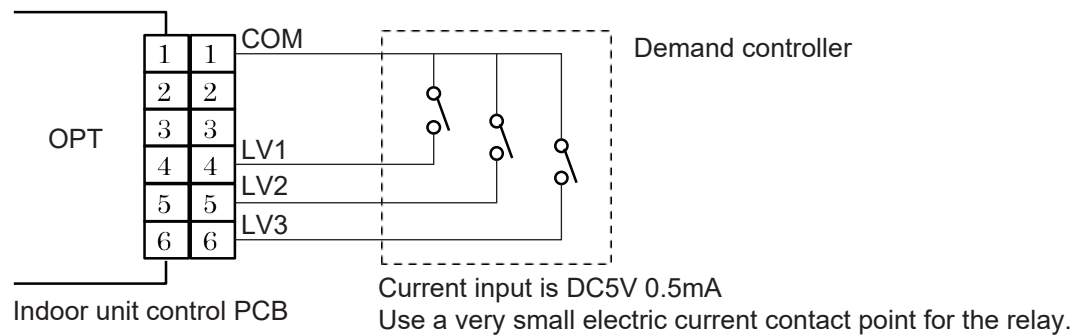 COM
Demand controller
1 1
2 2
OPT
3 3
LV1
4 4
LV2
5 5
LV3
6 6
Indoor unit control PCB
Current input is DC5V 0.5mA
Use a very small electric current contact point for the relay.